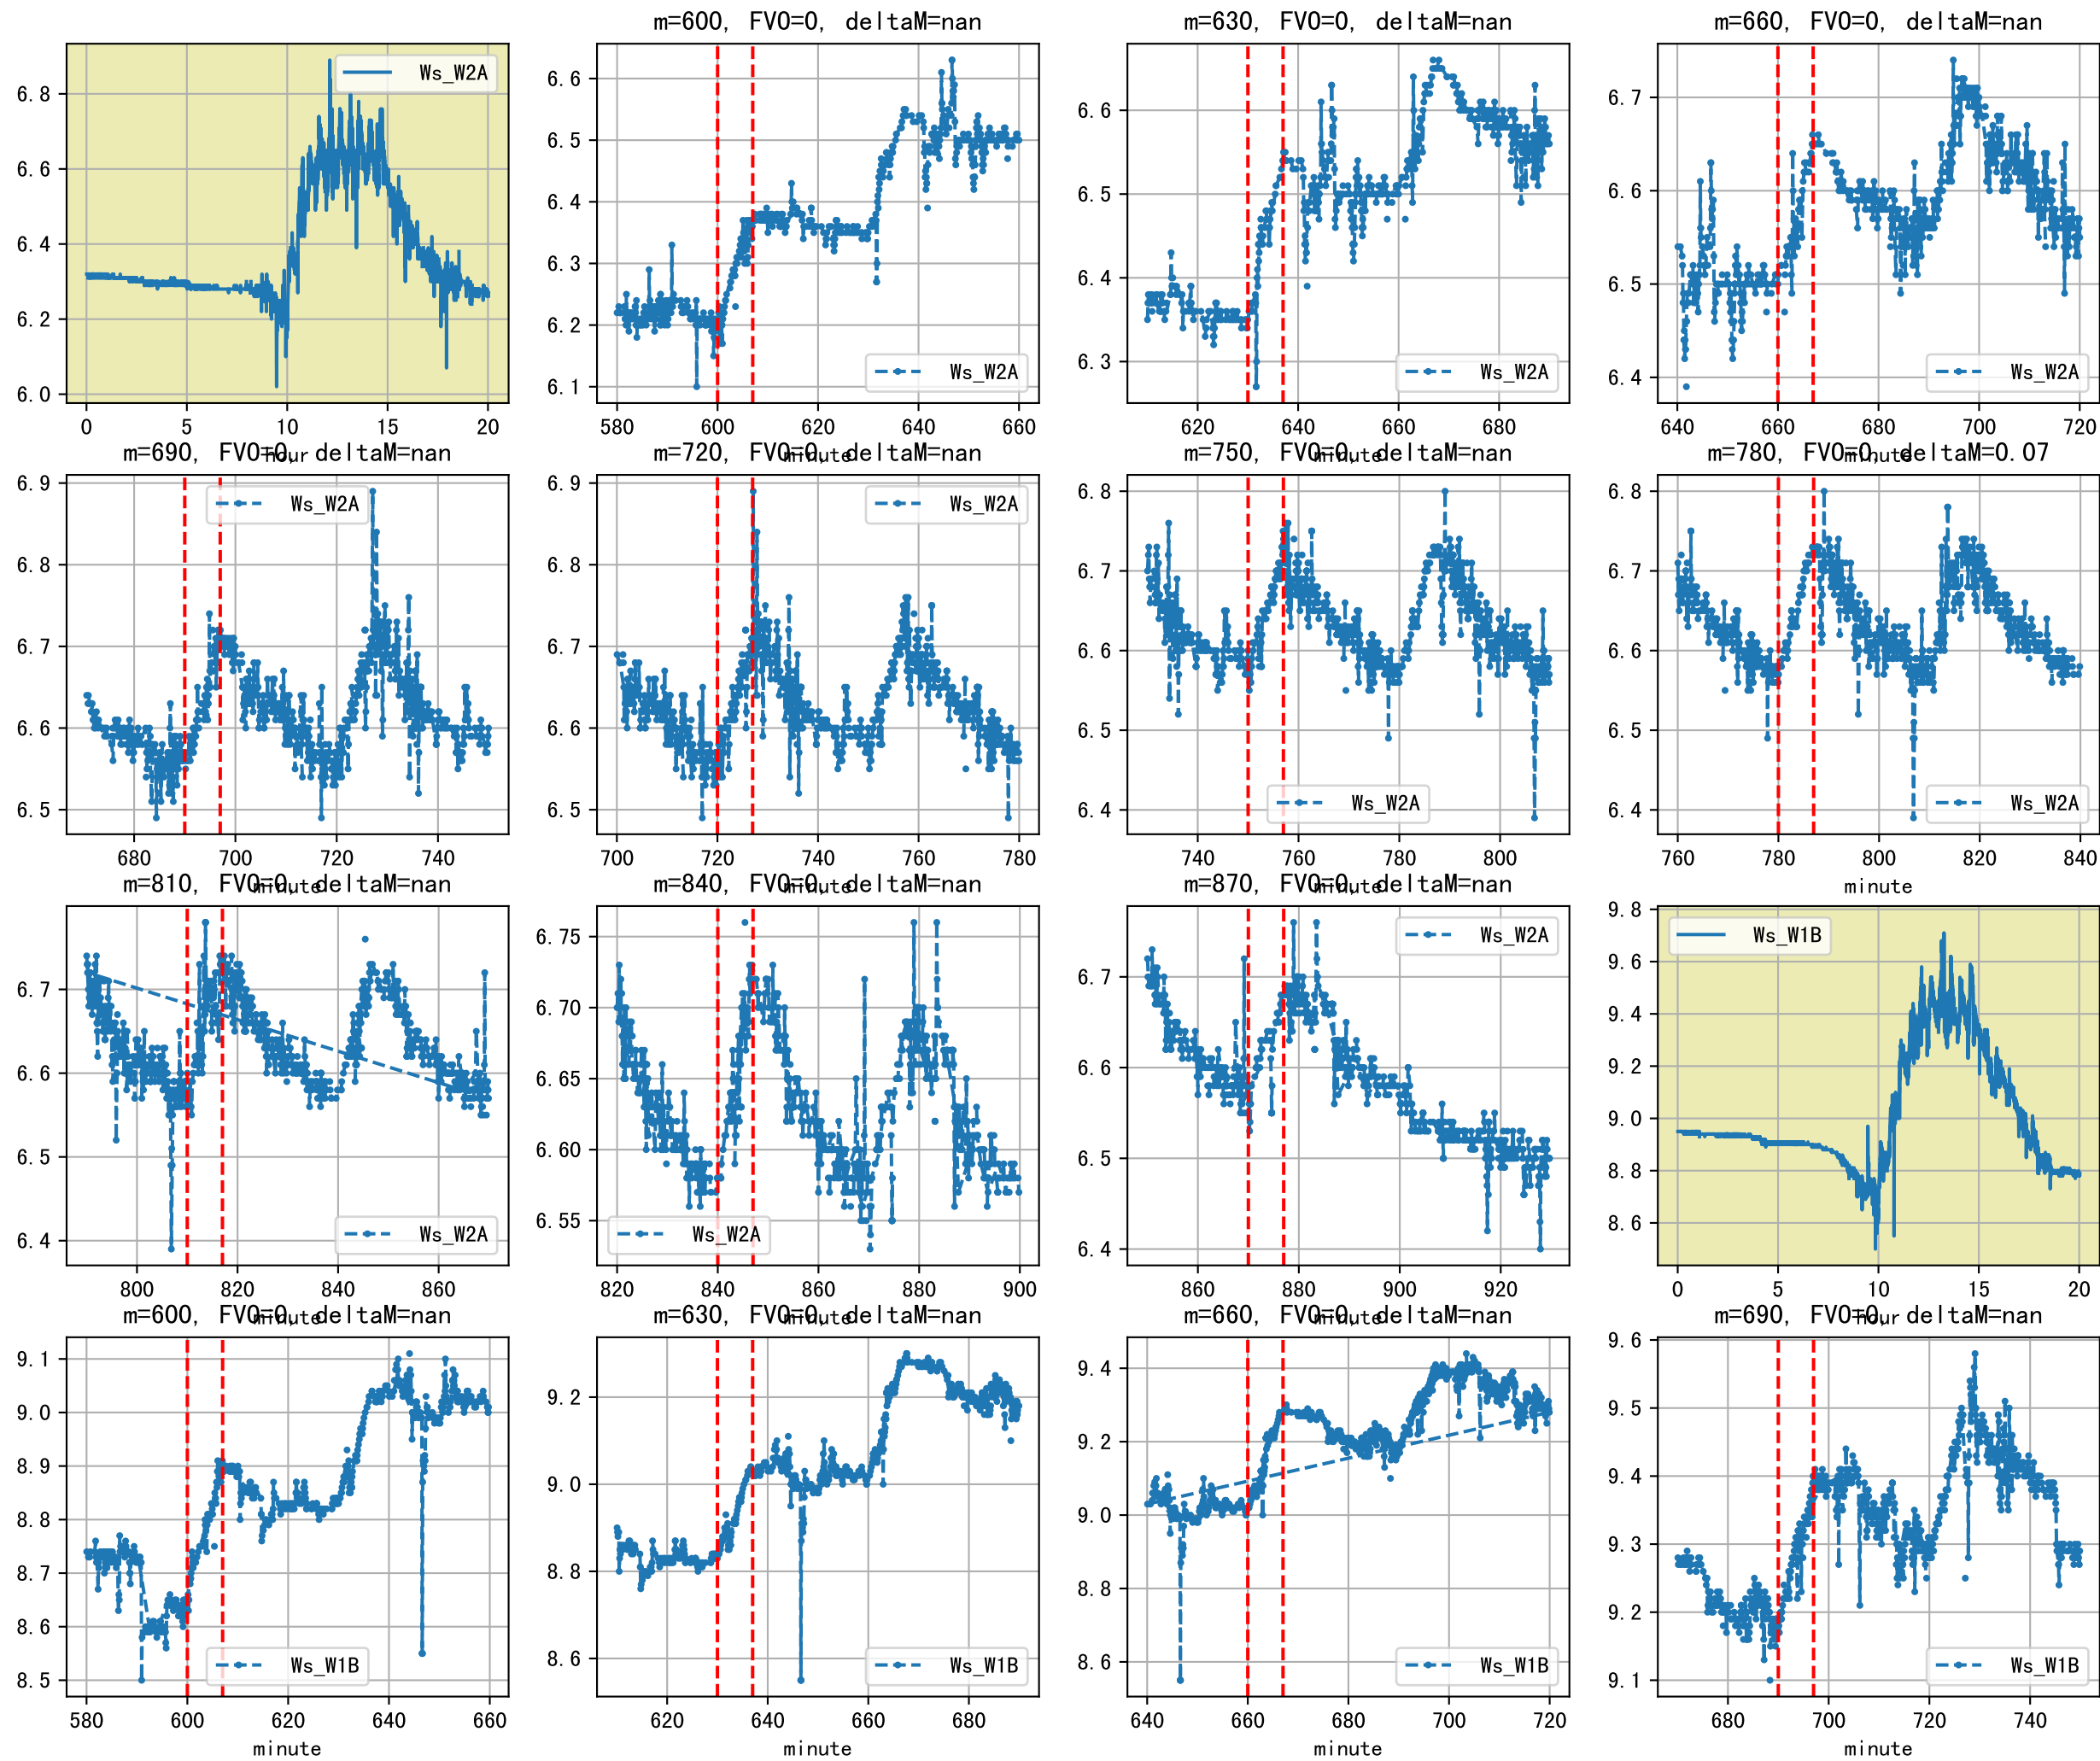 m=600, FVO=0, deltaM=nan
m=630, FVO=0, deltaM=nan
m=660, FVO=0, deltaM=nan
Ws_W2A
6.8
6.6
6.4
6.2
6.0
0 5 10 15 20
hour
6.6
6.5
6.4
6.3
6.2
6.1
Ws_W2A
580 600 620 640 660
minute
6.6
6.5
6.4
6.3
Ws_W2A
620 640 660 680
minute
6.7
6.6
6.5
6.4
Ws_W2A
640 660 680 700 720
minute
m=690, FVO=0, deltaM=nan
m=720, FVO=0, deltaM=nan
m=750, FVO=0, deltaM=nan
m=780, FVO=0, deltaM=0.07
6.9
6.8
6.7
6.6
6.5
Ws_W2A
680 700 720 740
minute
6.9
6.8
6.7
6.6
6.5
Ws_W2A
700 720 740 760 780
minute
6.8
6.7
6.6
6.5
6.4
Ws_W2A
740 760 780 800
minute
6.8
6.7
6.6
6.5
6.4
Ws_W2A
760 780 800 820 840
minute
m=810, FVO=0, deltaM=nan
m=840, FVO=0, deltaM=nan
m=870, FVO=0, deltaM=nan
6.7
6.6
6.5
6.4
Ws_W2A
800 820 840 860
minute
6.75
6.70
6.65
6.60
6.55
Ws_W2A
820 840 860 880 900
minute
Ws_W2A
6.7
6.6
6.5
6.4
860 880 900 920
minute
Ws_W1B
9.8
9.6
9.4
9.2
9.0
8.8
8.6
0 5 10 15 20
hour
m=600, FVO=0, deltaM=nan
m=630, FVO=0, deltaM=nan
m=660, FVO=0, deltaM=nan
m=690, FVO=0, deltaM=nan
9.1
9.0
8.9
8.8
8.7
8.6
8.5
Ws_W1B
580 600 620 640 660
minute
9.2
9.0
8.8
8.6
Ws_W1B
620 640 660 680
minute
9.4
9.2
9.0
8.8
8.6
Ws_W1B
640 660 680 700 720
minute
9.6
9.5
9.4
9.3
9.2
9.1
Ws_W1B
680 700 720 740
minute